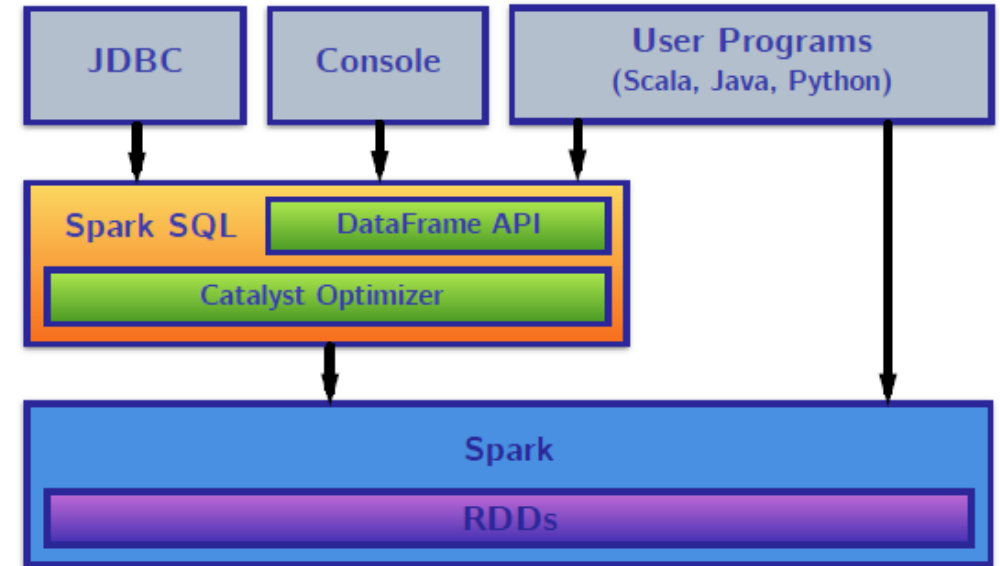 JDBC
Console
User Programs
(Scala, Java, Python)
Spark SQL
DataFrame API
Catalyst Optimizer
Spark
RDDs